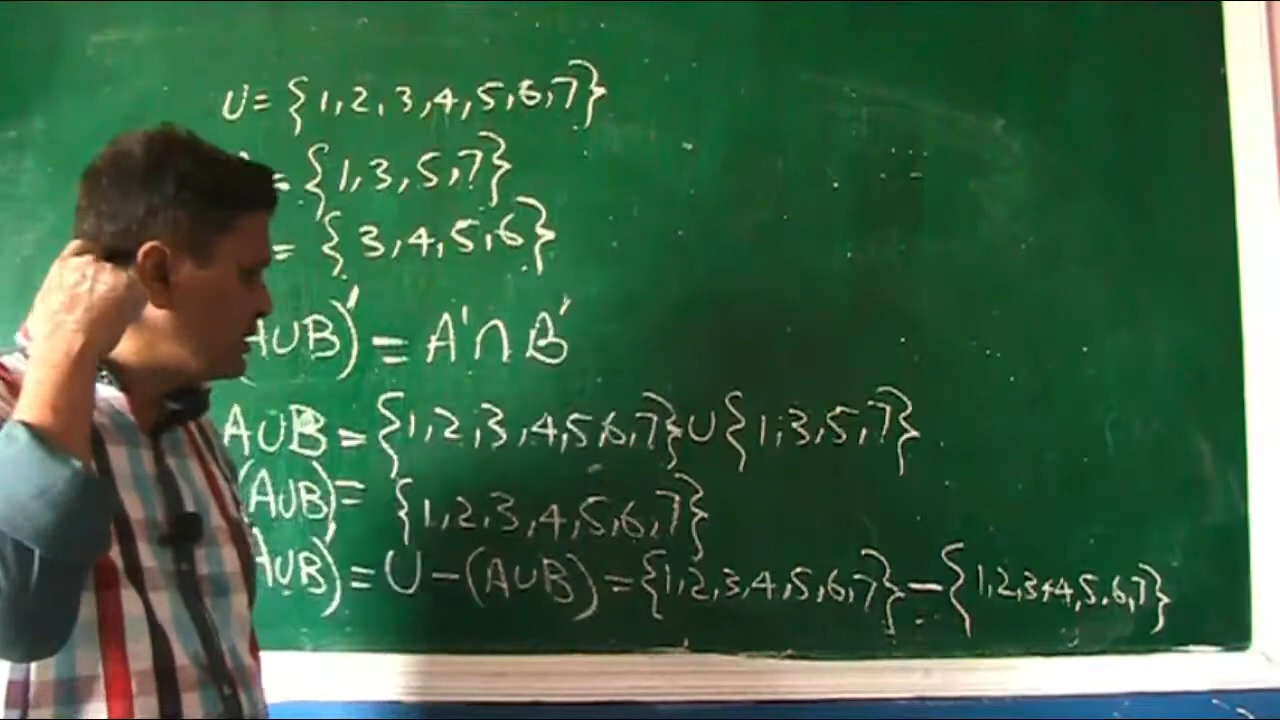 U = {1,2,3,4,5,6,7}
= {1,3,5,7}
= {3,4,5,6}
AUB)' = A'∩B'
AUB = {1,2,3,4,5,6,7}U{1,3,5,7}
(AUB) = {1,2,3,4,5,6,7}
AUB)' = U-(AUB) = {1,2,3,4,5,6,7}-{1,2,3,4,5,6,7}